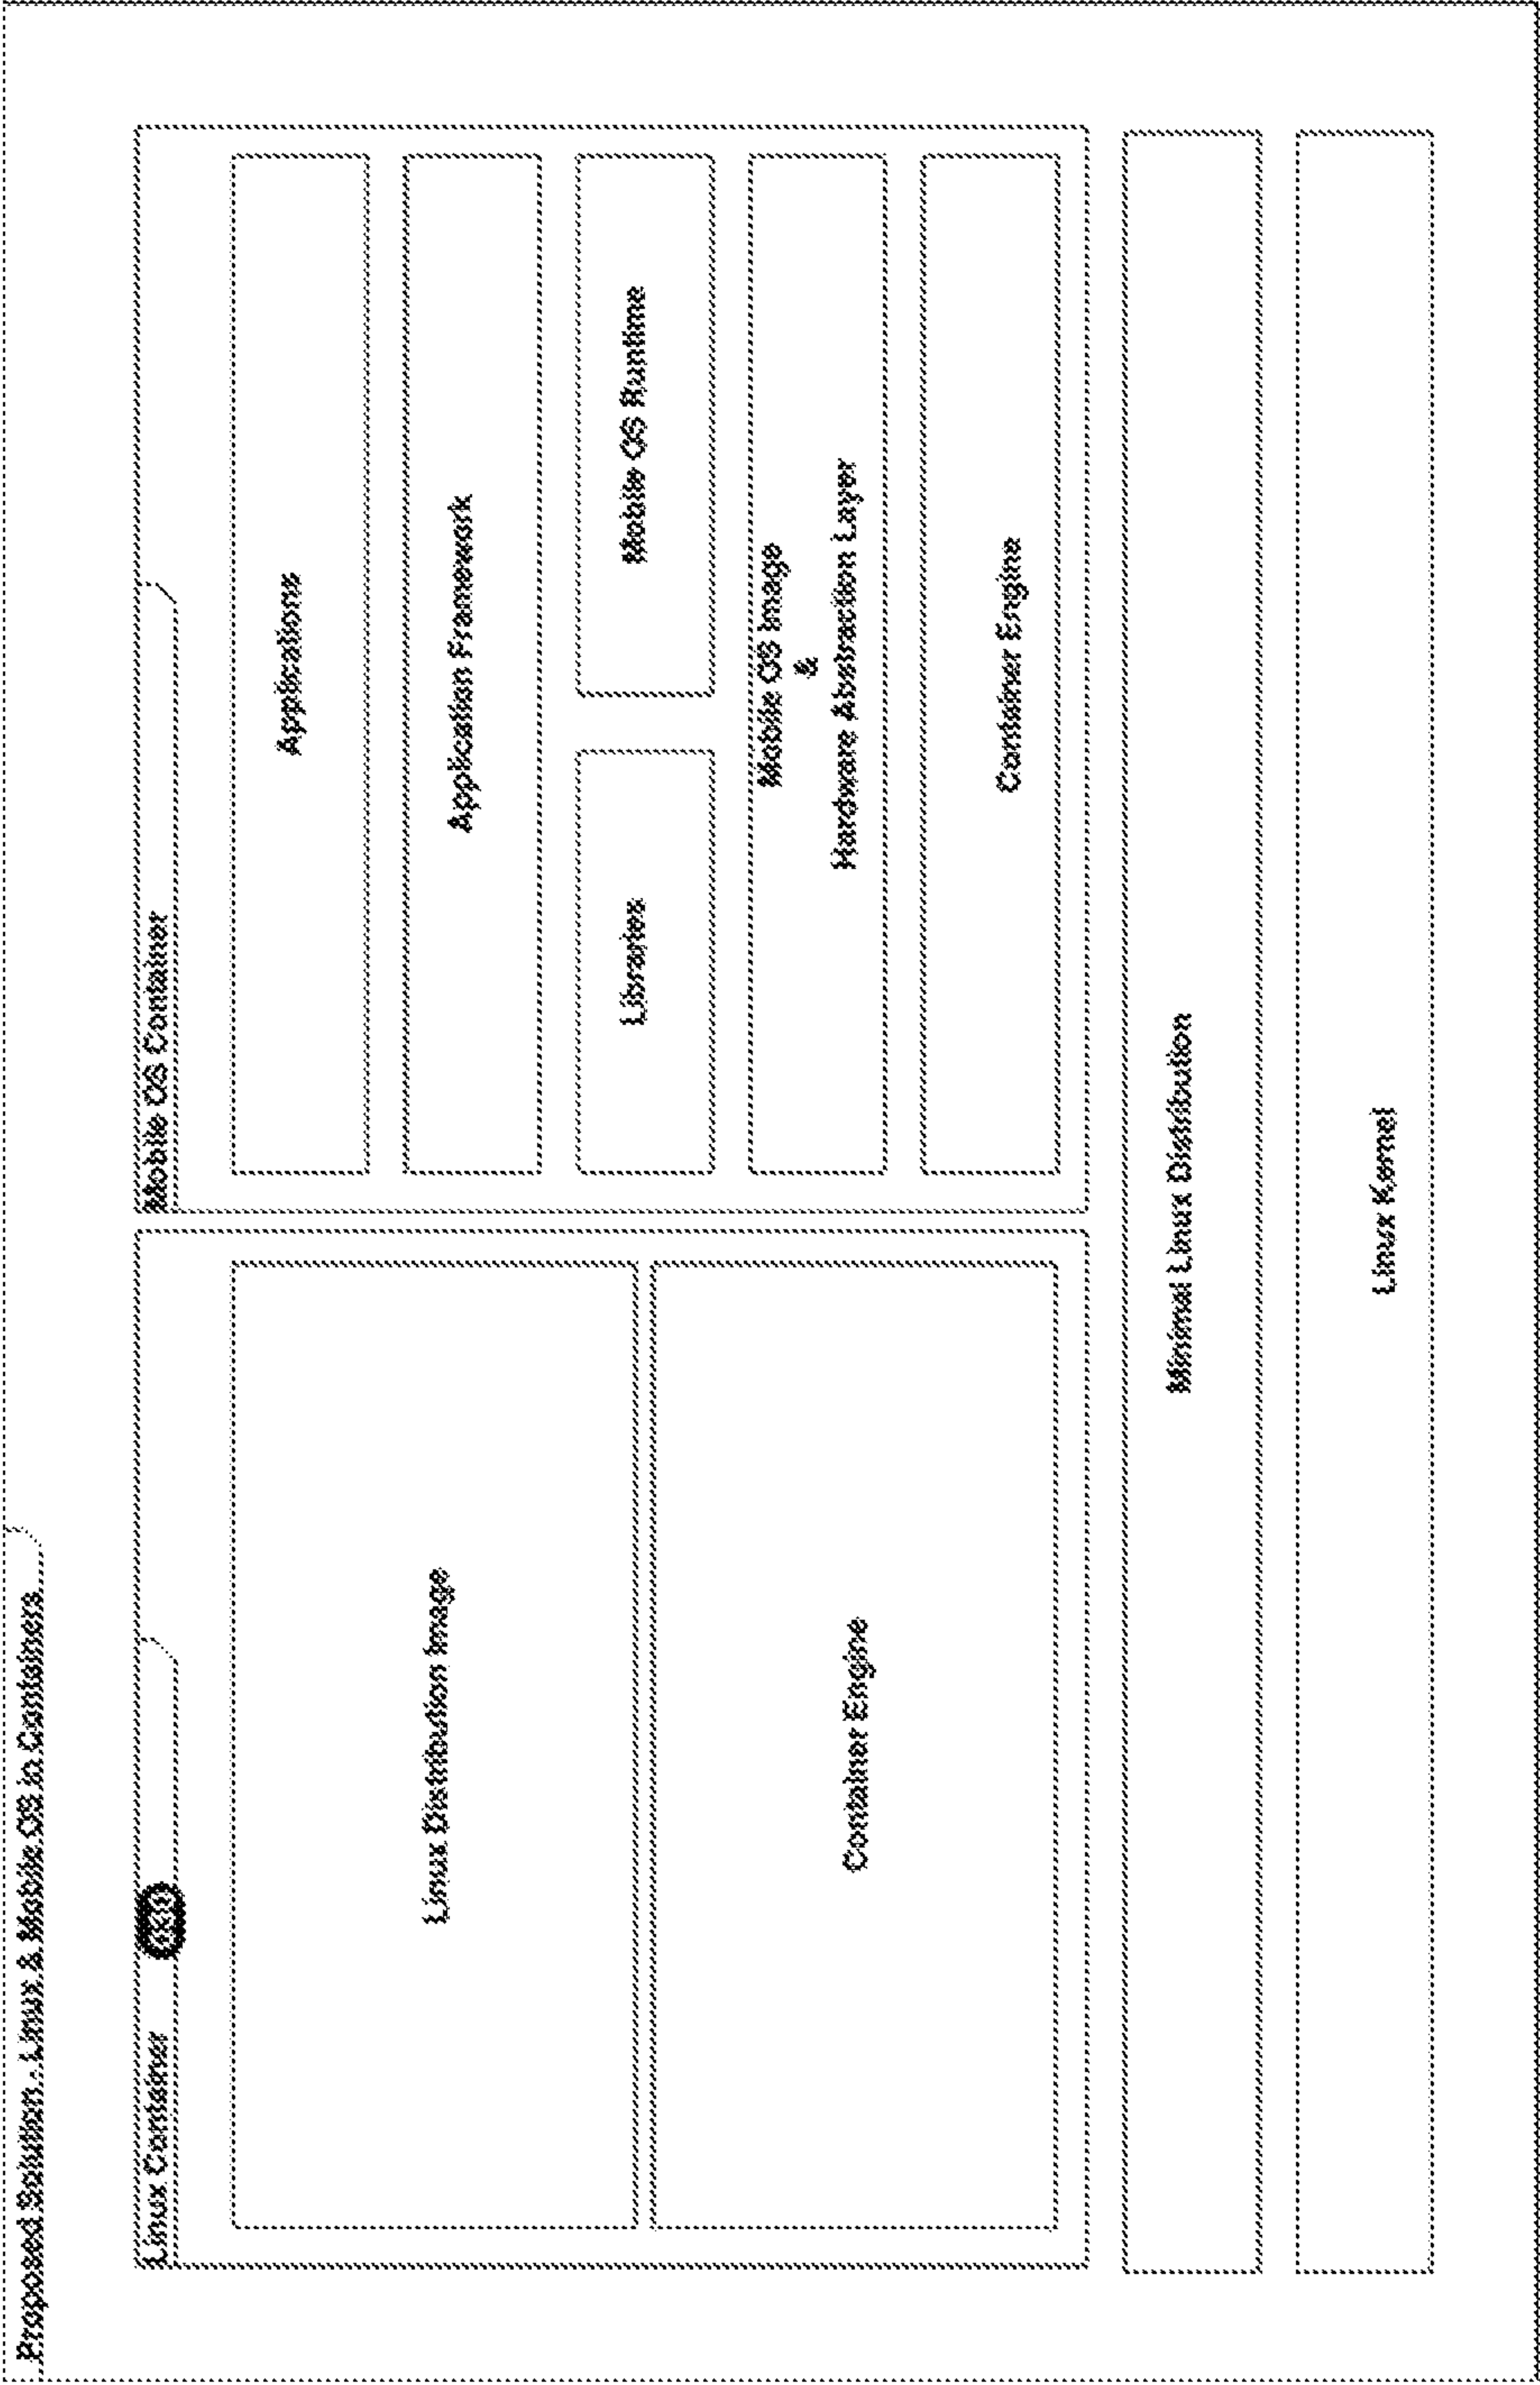 Proposed Solution - Linux & Mobile OS in Containers
Linux Container
Linux Distribution Image
Container Engine
Mobile OS Container
Applications
Application Framework
Libraries
Mobile OS Runtime
Mobile OS Image
&
Hardware Abstraction Layer
Container Engine
Minimal Linux Distribution
Linux Kernel